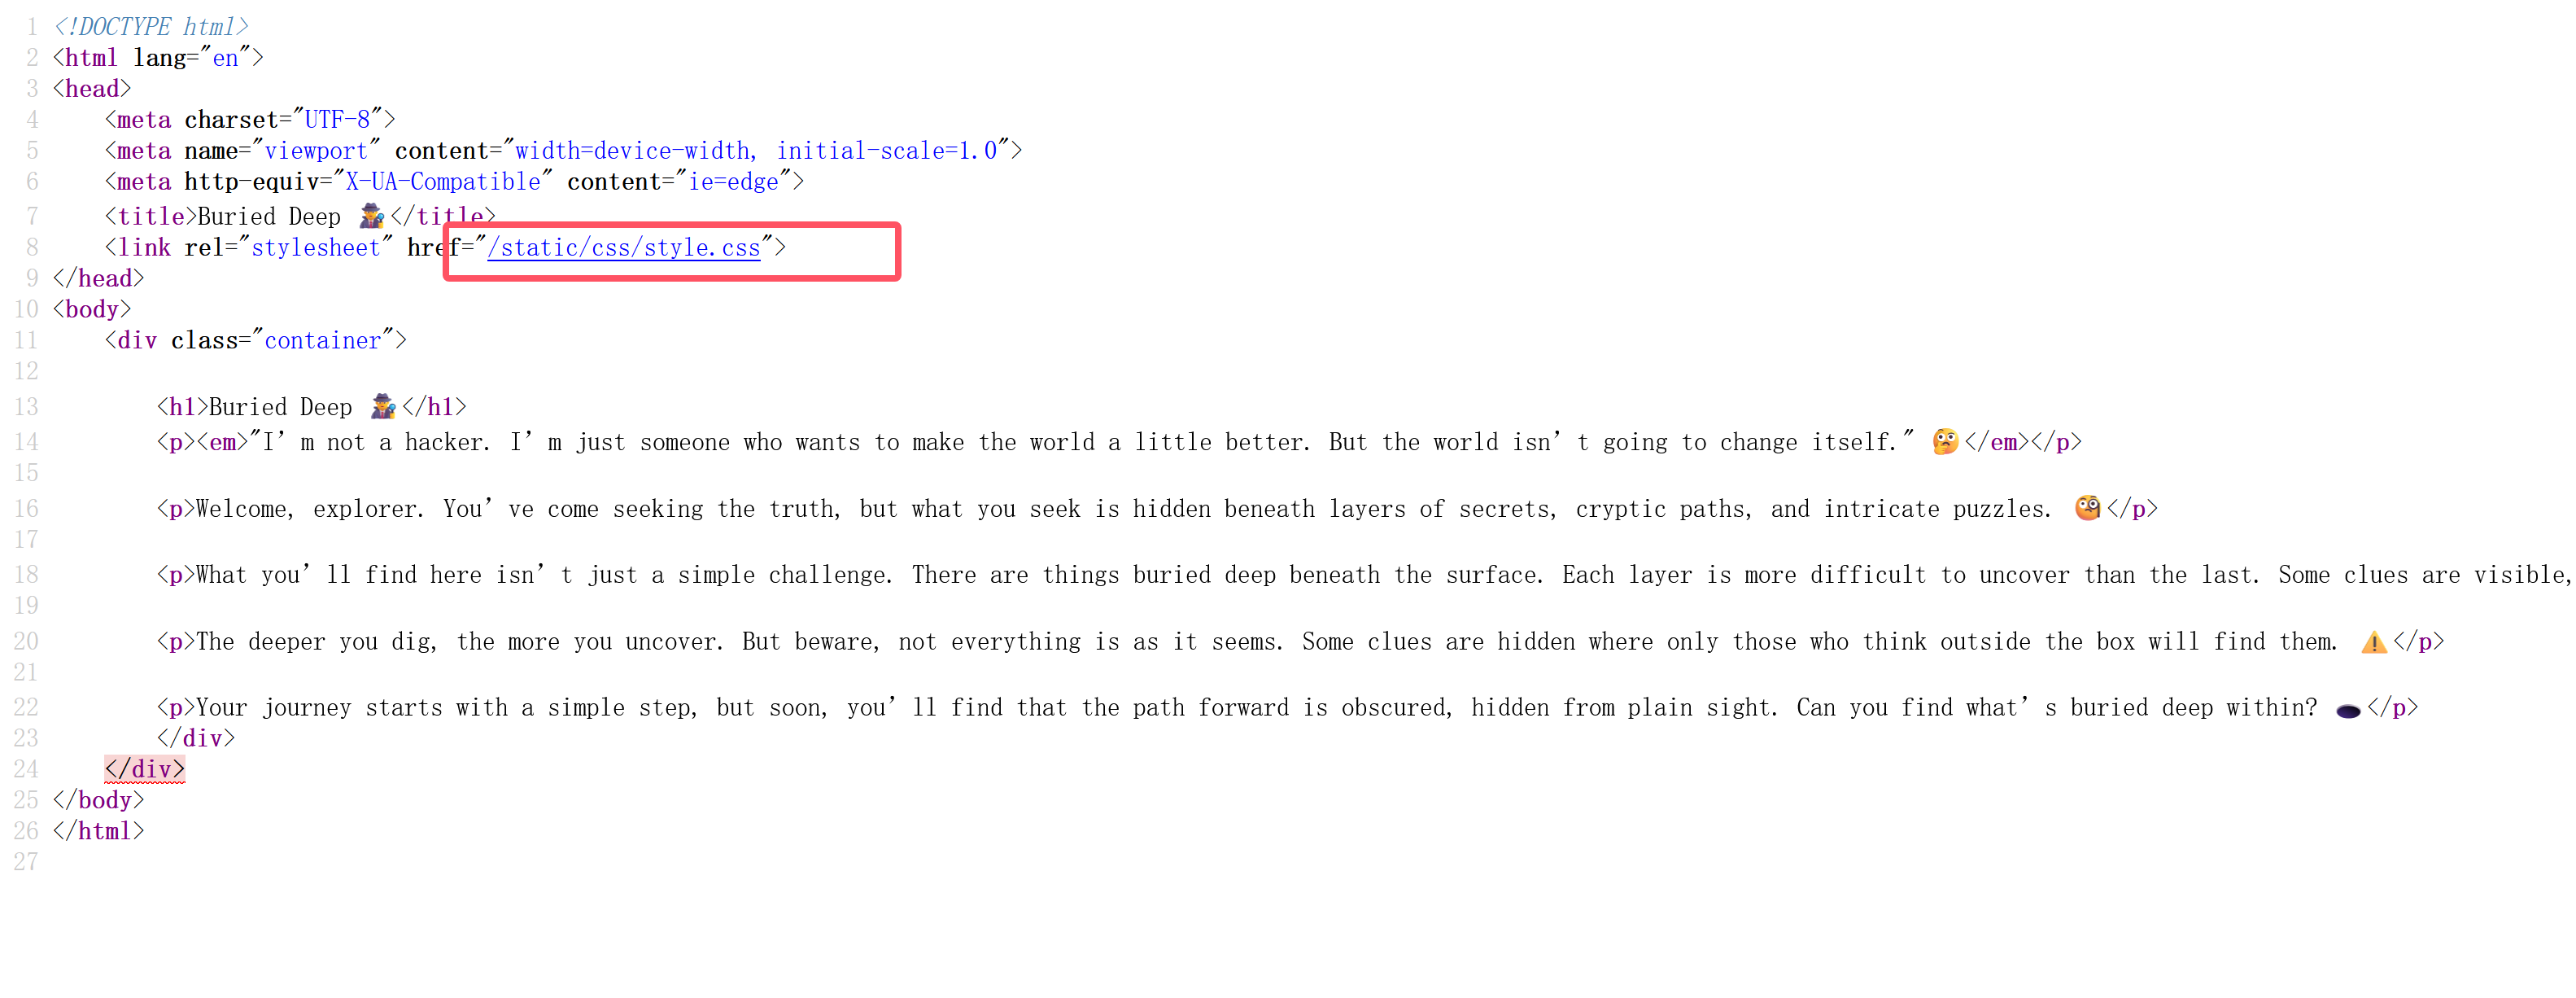 1 <!DOCTYPE html>
2 <html lang="en">
3 <head>
4 <meta charset="UTF-8">
5 <meta name="viewport" content="width=device-width, initial-scale=1.0">
6 <meta http-equiv="X-UA-Compatible" content="ie=edge">
7 <title>Buried Deep 🕵️</title>
8 <link rel="stylesheet" href="/static/css/style.css">
9 </head>
10 <body>
11 <div class="container">
12
13 <h1>Buried Deep 🕵️</h1>
14 <p><em>"I’m not a hacker. I’m just someone who wants to make the world a little better. But the world isn’t going to change itself." 🤔</em></p>
15
16 <p>Welcome, explorer. You’ve come seeking the truth, but what you seek is hidden beneath layers of secrets, cryptic paths, and intricate puzzles. 🧐</p>
17
18 <p>What you’ll find here isn’t just a simple challenge. There are things buried deep beneath the surface. Each layer is more difficult to uncover than the last. Some clues are visible,
19
20 <p>The deeper you dig, the more you uncover. But beware, not everything is as it seems. Some clues are hidden where only those who think outside the box will find them. ⚠️</p>
21
22 <p>Your journey starts with a simple step, but soon, you’ll find that the path forward is obscured, hidden from plain sight. Can you find what’s buried deep within? 🕳️</p>
23 </div>
24 </div>
25 </body>
26 </html>
27